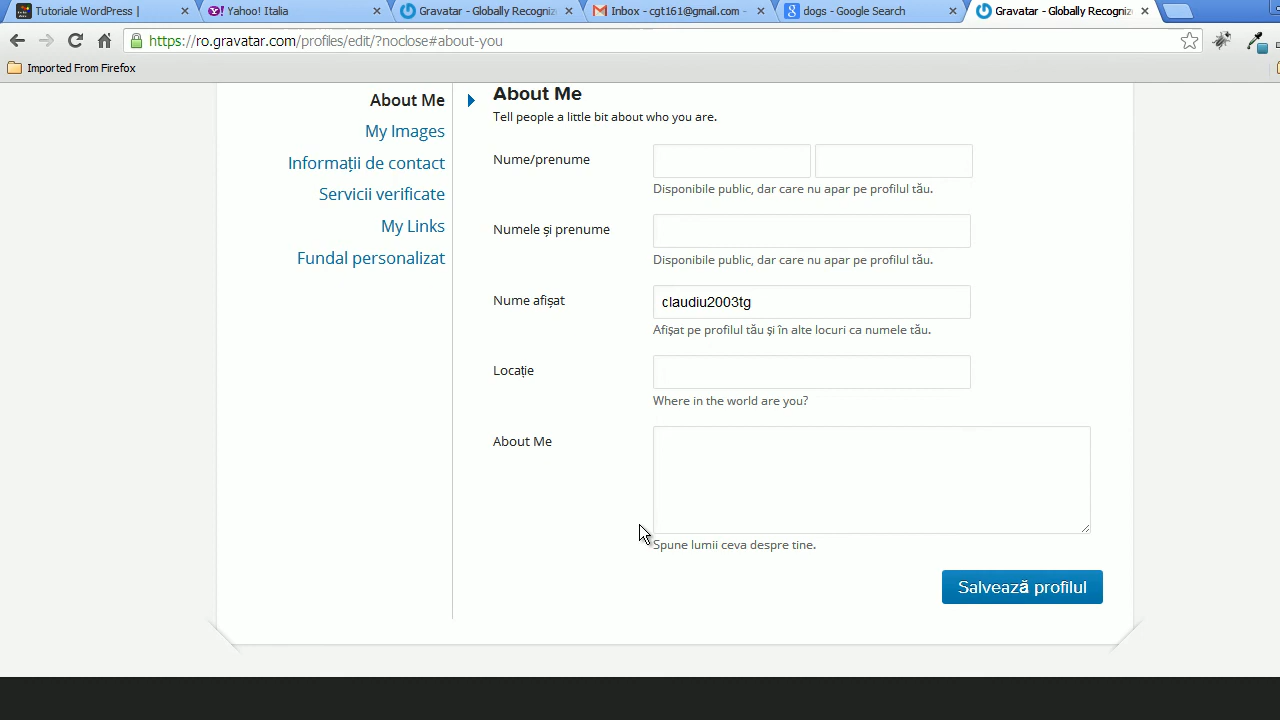 Tutoriale WordPress |
Yahoo! Italia
Gravatar - Globally Recogniz
Inbox - cgt161@gmail.com -
dogs - Google Search
Gravatar - Globally Recogniz
https://ro.gravatar.com/profiles/edit/?noclose#about-you
Imported From Firefox
About Me
My Images
Informații de contact
Servicii verificate
My Links
Fundal personalizat
About Me
Tell people a little bit about who you are.
Nume/prenume
Disponibile public, dar care nu apar pe profilul tău.
Numele și prenume
Disponibile public, dar care nu apar pe profilul tău.
Nume afișat
claudiu2003tg
Afișat pe profilul tău și în alte locuri ca numele tău.
Locație
Where in the world are you?
About Me
Spune lumii ceva despre tine.
Salvează profilul